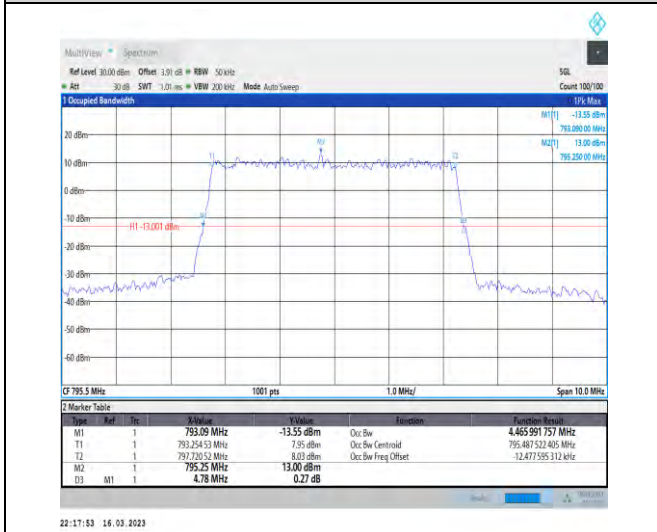 MultiView Spectrum
Ref Level 30.00 dBm Offset 3.91 dB RBW 50 kHz SGL
Att 30 dB SWT 1.01 ms VBW 200 kHz Mode Auto Sweep Count 100/100
1 Occupied Bandwidth 1Pk Max
M1[1] -13.55 dBm
793.090 00 MHz
M2[1] 13.00 dBm
795.250 00 MHz
20 dBm
M2
T1 T2
10 dBm
0 dBm
-10 dBm
M1
H1 -13.001 dBm
-20 dBm
-30 dBm
-40 dBm
-50 dBm
-60 dBm
CF 795.5 MHz 1001 pts 1.0 MHz/ Span 10.0 MHz
2 Marker Table
Type Ref Trc X-Value Y-Value Function Function Result
M1 1 793.09 MHz -13.55 dBm Occ Bw 4.465 991 757 MHz
T1 1 793.254 53 MHz 7.95 dBm Occ Bw Centroid 795.487 522 405 MHz
T2 1 797.720 52 MHz 8.03 dBm Occ Bw Freq Offset -12.477 595 312 kHz
M2 1 795.25 MHz 13.00 dBm
D3 M1 1 4.78 MHz 0.27 dB
22:17:53 16.03.2023